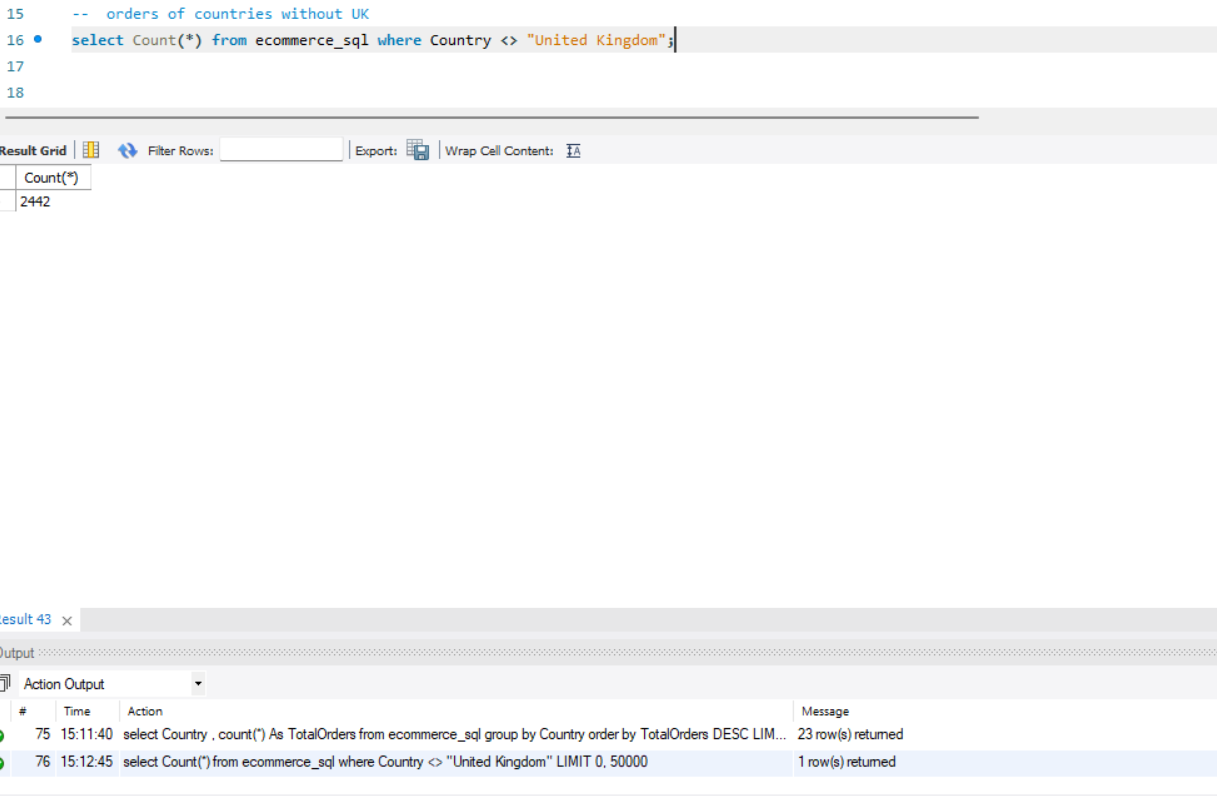 15 -- orders of countries without UK
16 select Count(*) from ecommerce_sql where Country <> "United Kingdom";
17
18
Result Grid Filter Rows: Export: Wrap Cell Content:
Count(*)
2442
Result 43
Output
Action Output
# Time Action Message
75 15:11:40 select Country , count(*) As TotalOrders from ecommerce_sql group by Country order by TotalOrders DESC LIM... 23 row(s) returned
76 15:12:45 select Count(*) from ecommerce_sql where Country <> "United Kingdom" LIMIT 0, 50000 1 row(s) returned